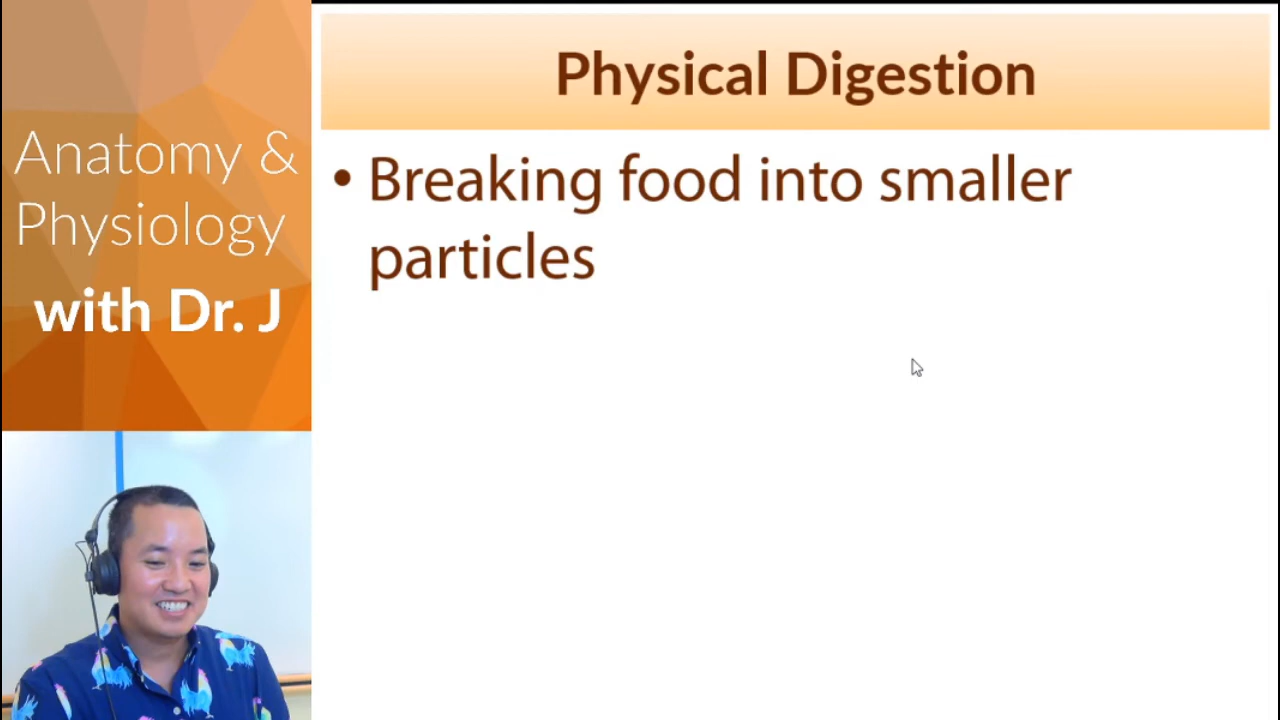 Anatomy &
Physiology
with Dr. J
Physical Digestion
• Breaking food into smaller
particles